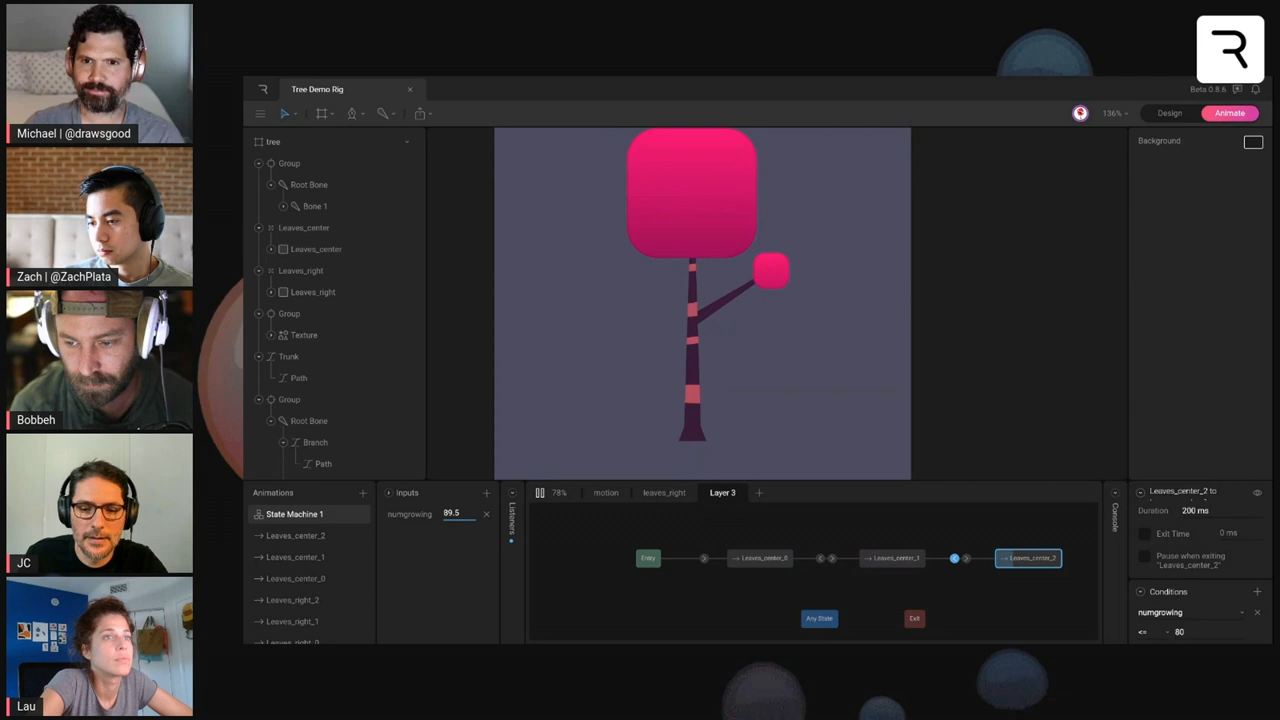 Michael | @drawsgood
Zach | @ZachPlata
Bobbeh
JC
Lau
Tree Demo Rig
Beta 0.8.6
136%
Design
Animate
tree
Group
Root Bone
Bone 1
Leaves_center
Leaves_center
Leaves_right
Leaves_right
Group
Texture
Trunk
Path
Group
Root Bone
Branch
Path
Background
Animations
State Machine 1
Leaves_center_2
Leaves_center_1
Leaves_center_0
Leaves_right_2
Leaves_right_1
Leaves_right_0
Inputs
numgrowing 89.5
Listeners
78%
motion
leaves_right
Layer 3
Entry
Leaves_center_0
Leaves_center_1
Leaves_center_2
Any State
Exit
Console
Leaves_center_2 to
Duration 200 ms
Exit Time 0 ms
Pause when exiting
"Leaves_center_2"
Conditions
numgrowing
<= 80